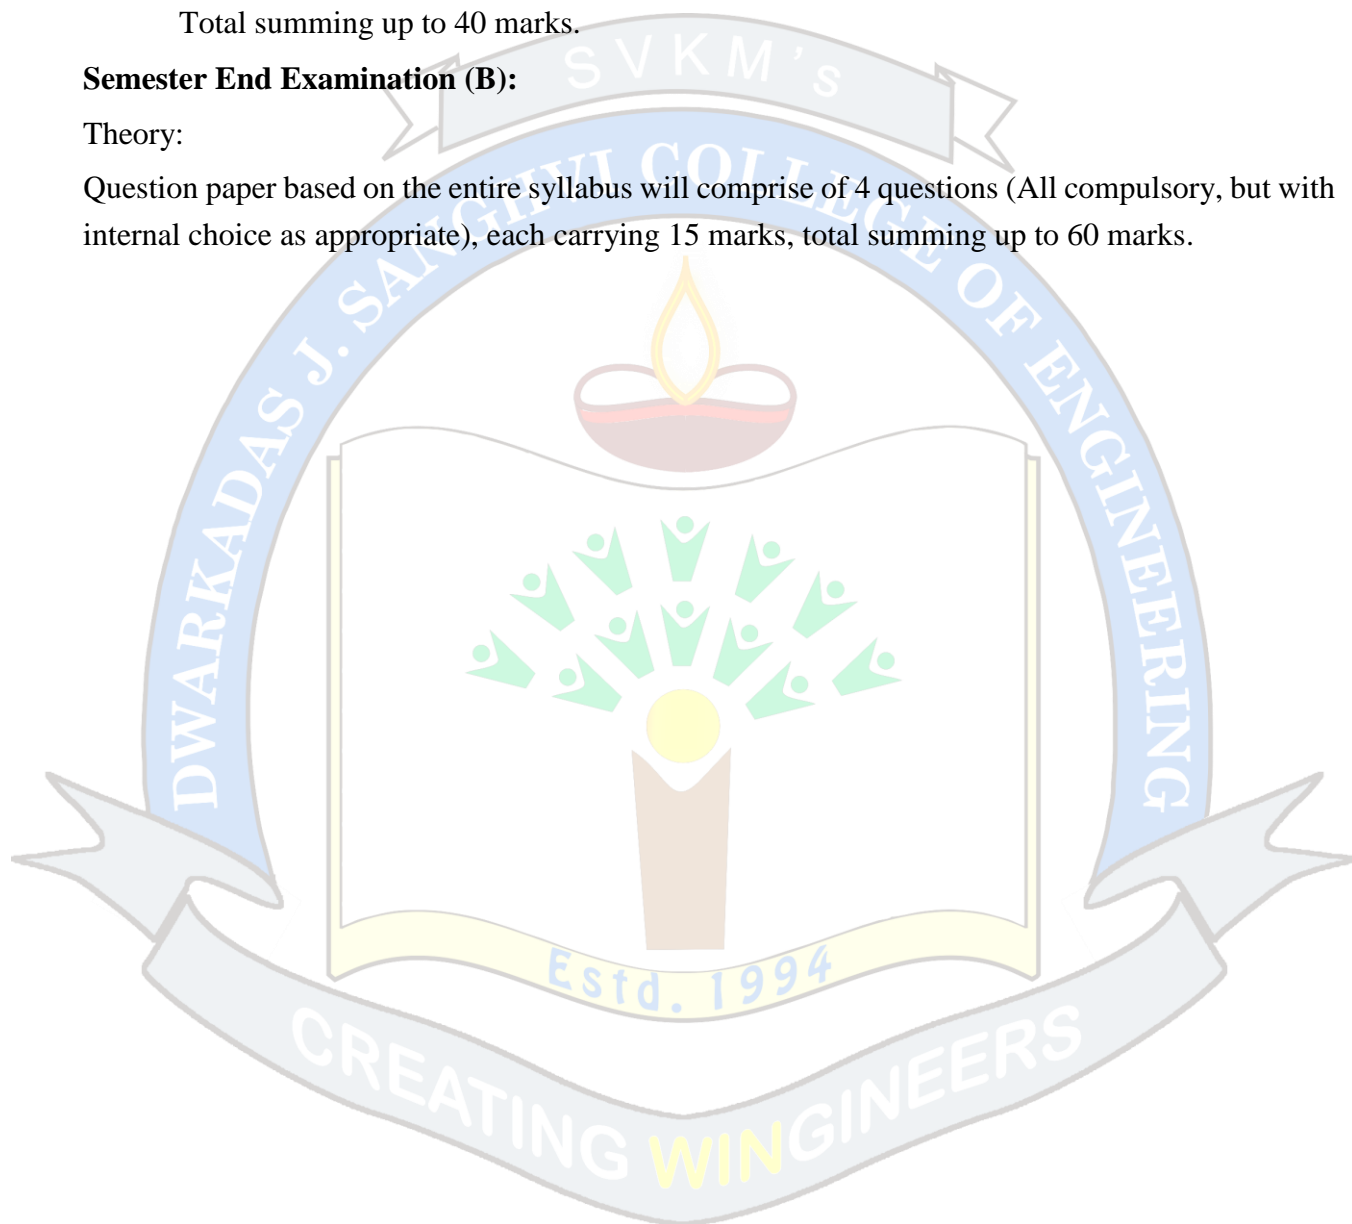 Total summing up to 40 marks.
SVKM's
Semester End Examination (B):
Theory:
Question paper based on the entire syllabus will comprise of 4 questions (All compulsory, but with
internal choice as appropriate), each carrying 15 marks, total summing up to 60 marks.
DWARKADAS J. SANGHVI COLLEGE OF ENGINEERING
Estd. 1994
CREATING WINGINEERS